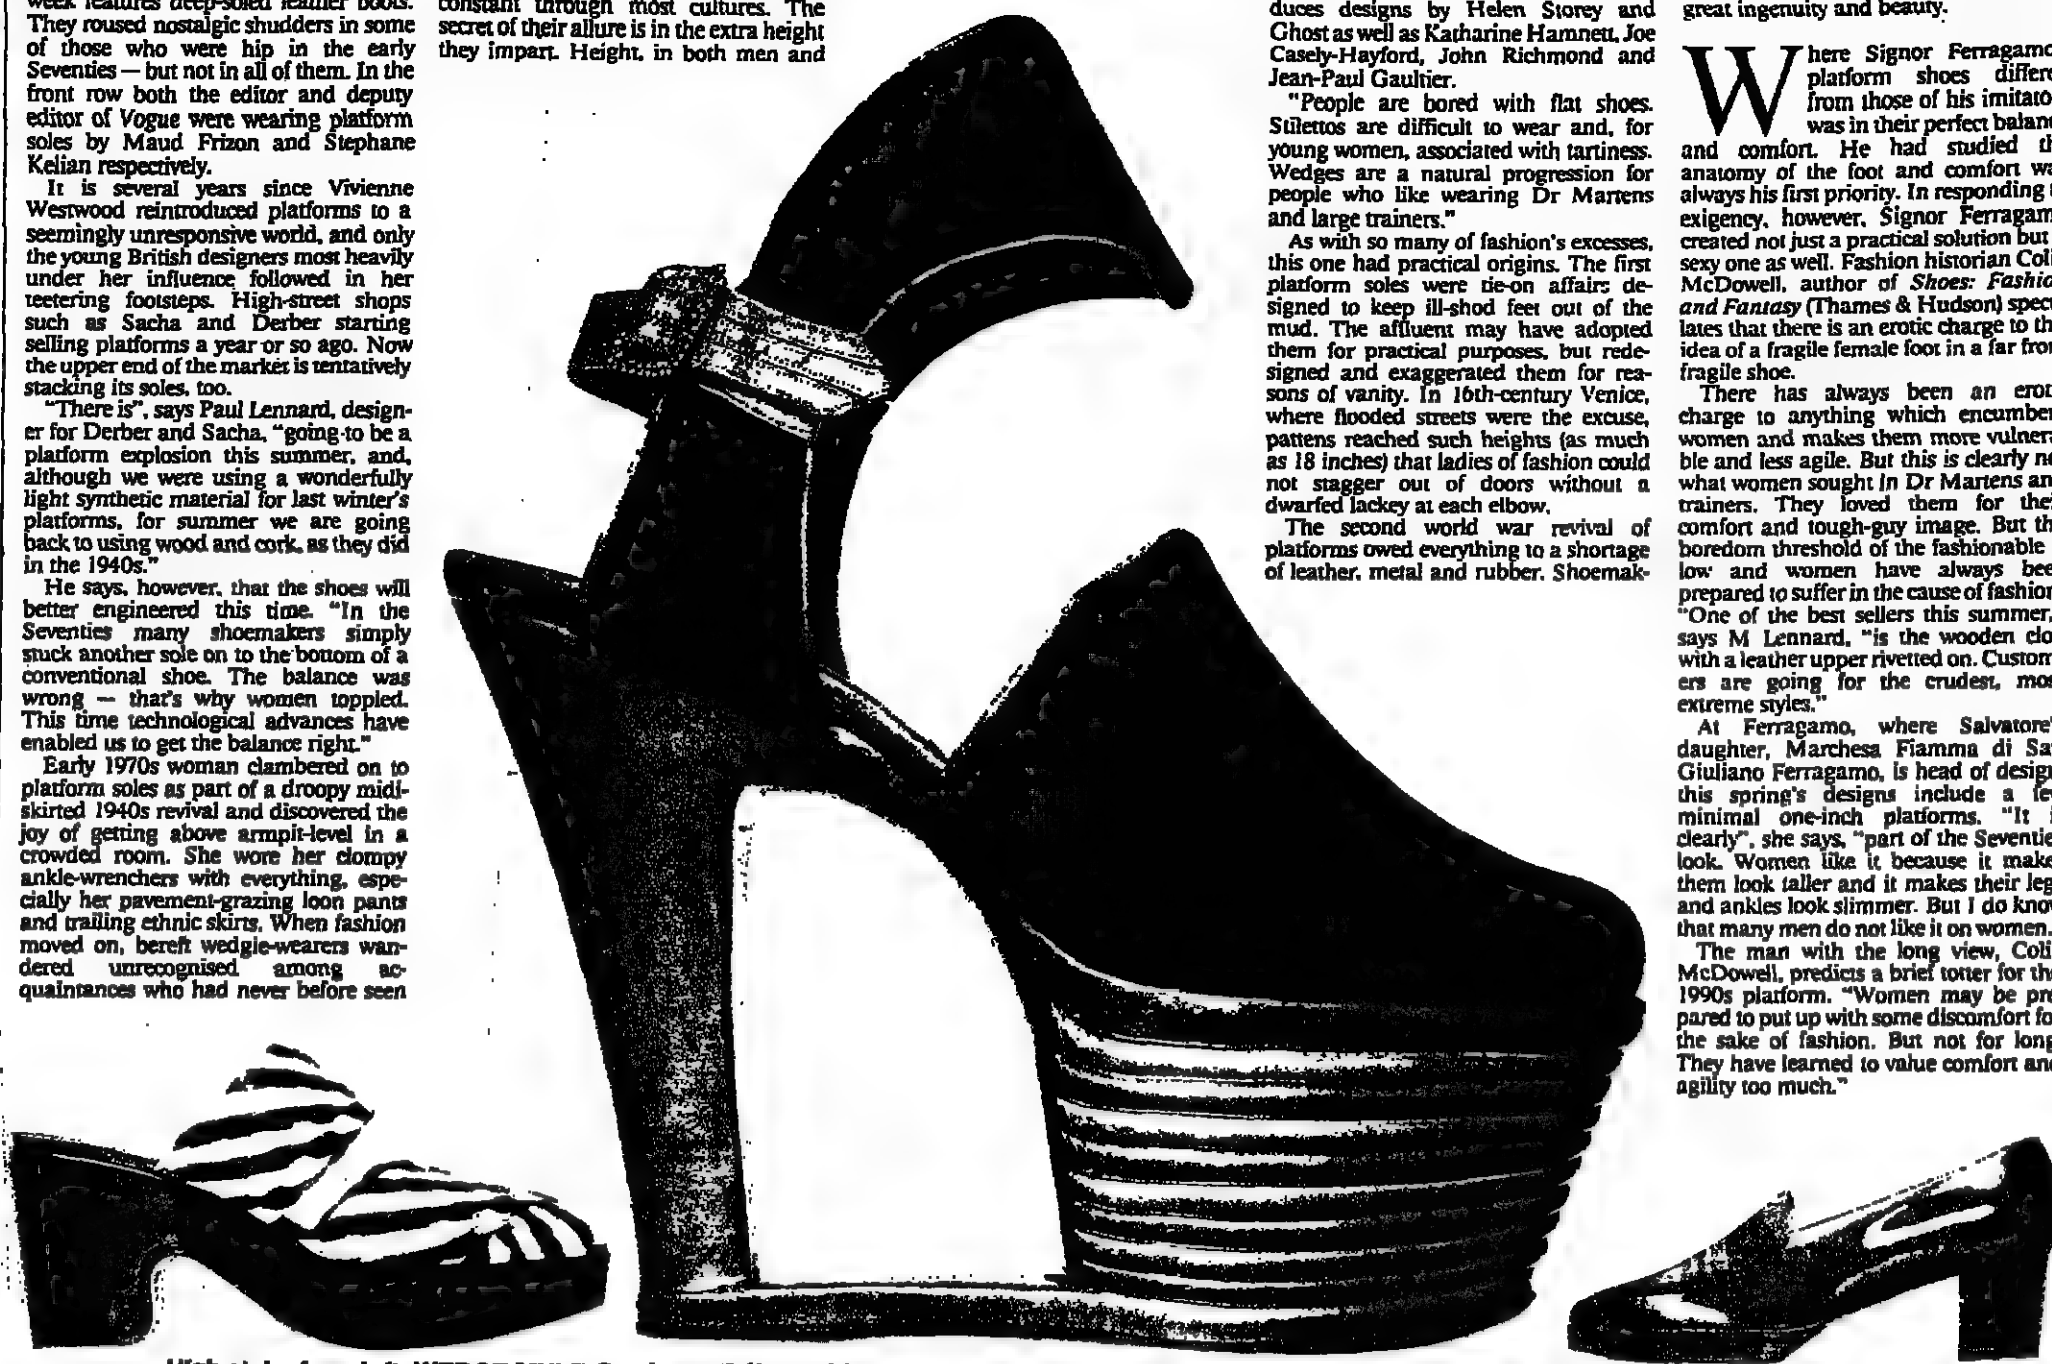 week features deep-soled leather boots.
They roused nostalgic shudders in some
of those who were hip in the early
Seventies — but not in all of them. In the
front row both the editor and deputy
editor of Vogue were wearing platform
soles by Maud Frizon and Stephane
Kelian respectively.
It is several years since Vivienne
Westwood reintroduced platforms to a
seemingly unresponsive world, and only
the young British designers most heavily
under her influence followed in her
teetering footsteps. High-street shops
such as Sacha and Derber starting
selling platforms a year or so ago. Now
the upper end of the market is tentatively
stacking its soles, too.
"There is", says Paul Lennard, design-
er for Derber and Sacha, "going to be a
platform explosion this summer, and,
although we were using a wonderfully
light synthetic material for last winter's
platforms, for summer we are going
back to using wood and cork, as they did
in the 1940s."
He says, however, that the shoes will
better engineered this time. "In the
Seventies many shoemakers simply
stuck another sole on to the bottom of a
conventional shoe. The balance was
wrong — that's why women toppled.
This time technological advances have
enabled us to get the balance right."
Early 1970s woman clambered on to
platform soles as part of a droopy midi-
skirted 1940s revival and discovered the
joy of getting above armpit-level in a
crowded room. She wore her clompy
ankle-wrenchers with everything, espe-
cially her pavement-grazing loon pants
and trailing ethnic skirts. When fashion
moved on, bereft wedgie-wearers wan-
dered unrecognised among ac-
quaintances who had never before seen
constant through most cultures. The
secret of their allure is in the extra height
they impart. Height, in both men and
duces designs by Helen Storey and
Ghost as well as Katharine Hamnett, Joe
Casely-Hayford, John Richmond and
Jean-Paul Gaultier.
"People are bored with flat shoes.
Stilettos are difficult to wear and, for
young women, associated with tartiness.
Wedges are a natural progression for
people who like wearing Dr Martens
and large trainers."
As with so many of fashion's excesses,
this one had practical origins. The first
platform soles were tie-on affairs de-
signed to keep ill-shod feet out of the
mud. The affluent may have adopted
them for practical purposes, but rede-
signed and exaggerated them for rea-
sons of vanity. In 16th-century Venice,
where flooded streets were the excuse,
pattens reached such heights (as much
as 18 inches) that ladies of fashion could
not stagger out of doors without a
dwarfed lackey at each elbow.
The second world war revival of
platforms owed everything to a shortage
of leather, metal and rubber. Shoemak-
great ingenuity and beauty.
Where Signor Ferragamo
platform shoes differe
from those of his imitato
was in their perfect balan
and comfort. He had studied th
anatomy of the foot and comfort wa
always his first priority. In responding t
exigency, however, Signor Ferragam
created not just a practical solution but
sexy one as well. Fashion historian Coli
McDowell, author of Shoes: Fashio
and Fantasy (Thames & Hudson) specu
lates that there is an erotic charge to th
idea of a fragile female foot in a far from
fragile shoe.
There has always been an erot
charge to anything which encumber
women and makes them more vulnera
ble and less agile. But this is clearly no
what women sought in Dr Martens an
trainers. They loved them for thei
comfort and tough-guy image. But th
boredom threshold of the fashionable
low and women have always bee
prepared to suffer in the cause of fashion
"One of the best sellers this summer,
says M Lennard, "is the wooden clo
with a leather upper rivetted on. Custom
ers are going for the crudest, mos
extreme styles."
At Ferragamo, where Salvatore'
daughter, Marchesa Fiamma di Sa
Giuliano Ferragamo, is head of design
this spring's designs include a fe
minimal one-inch platforms. "It i
clearly", she says, "part of the Seventie
look. Women like it because it make
them look taller and it makes their leg
and ankles look slimmer. But I do know
that many men do not like it on women.
The man with the long view, Coli
McDowell, predicts a brief totter for the
1990s platform. "Women may be pre
pared to put up with some discomfort fo
the sake of fashion. But not for long
They have learned to value comfort and
agility too much."